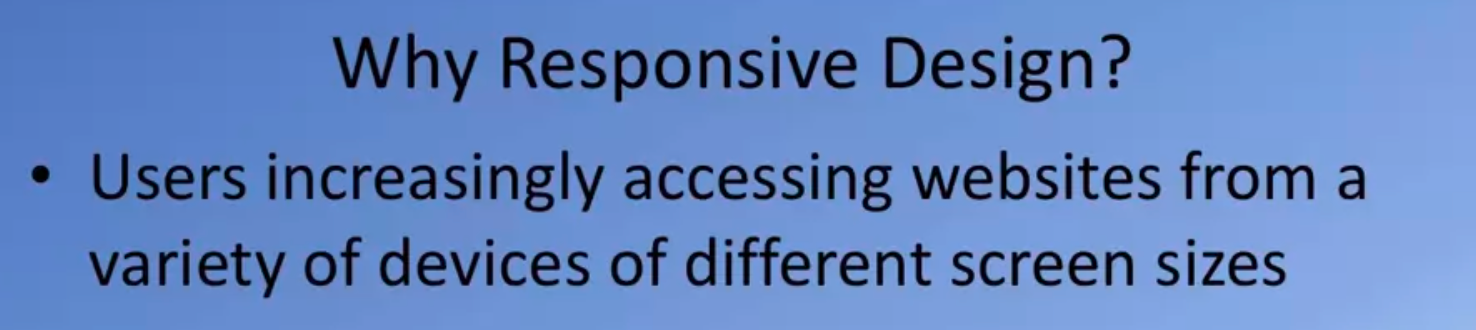 Why Responsive Design?
• Users increasingly accessing websites from a
variety of devices of different screen sizes